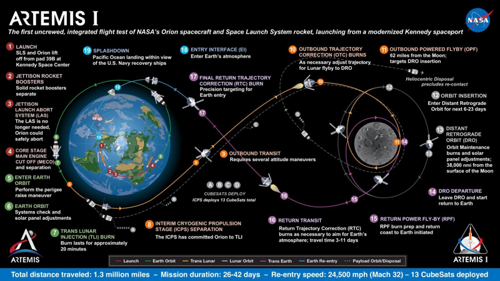 ARTEMIS I
The first uncrewed, integrated flight test of NASA's Orion spacecraft and Space Launch System rocket, launching from a modernized Kennedy spaceport
1 LAUNCH
SLS and Orion lift
off from pad 39B at
Kennedy Space Center
2 JETTISON ROCKET
BOOSTERS
Solid rocket boosters
separate
3 JETTISON
LAUNCH ABORT
SYSTEM (LAS)
The LAS is no
longer needed,
Orion could
safely abort
4 CORE STAGE
MAIN ENGINE
CUT OFF (MECO)
and separation
5 ENTER EARTH
ORBIT
Perform the perigee
raise maneuver
6 EARTH ORBIT
Systems check and
solar panel adjustments
7 TRANS LUNAR
INJECTION (TLI) BURN
Burn lasts for approximately
20 minutes
8 INTERIM CRYOGENIC PROPULSION
STAGE (ICPS) SEPARATION
The ICPS has committed Orion to TLI
CUBESATS DEPLOY
ICPS deploys 13 CubeSats total
9 OUTBOUND TRANSIT
Requires several attitude maneuvers
10 OUTBOUND TRAJECTORY
CORRECTION (OTC) BURNS
As necessary adjust trajectory
for Lunar flyby to DRO
11 OUTBOUND POWERED FLYBY (OPF)
62 miles from the Moon;
targets DRO insertion
Heliocentric Disposal
precludes re-contact
12 ORBIT INSERTION
Enter Distant Retrograde
Orbit for next 6-23 days
13 DISTANT
RETROGRADE
ORBIT (DRO)
Orbit Maintenance
burns and solar
panel adjustments;
38,000 nmi from the
surface of the Moon
14 DRO DEPARTURE
Leave DRO and start
return to Earth
15 RETURN POWER FLY-BY (RPF)
RPF burn prep and return
coast to Earth initiated
16 RETURN TRANSIT
Return Trajectory Correction (RTC)
burns as necessary to aim for Earth's
atmosphere; travel time 3-11 days
17 FINAL RETURN TRAJECTORY
CORRECTION (RTC) BURN
Precision targeting for
Earth entry
18 ENTRY INTERFACE (EI)
Enter Earth's atmosphere
19 SPLASHDOWN
Pacific Ocean landing within
view of the U.S. Navy recovery ships
ARTEMIS
ARTEMIS I
Launch Earth Orbit Trans Lunar Lunar Orbit Trans Earth Earth Re-entry Payload Orbit/Disposal
Total distance traveled: 1.3 million miles – Mission duration: 26-42 days – Re-entry speed: 24,500 mph (Mach 32) – 13 CubeSats deployed